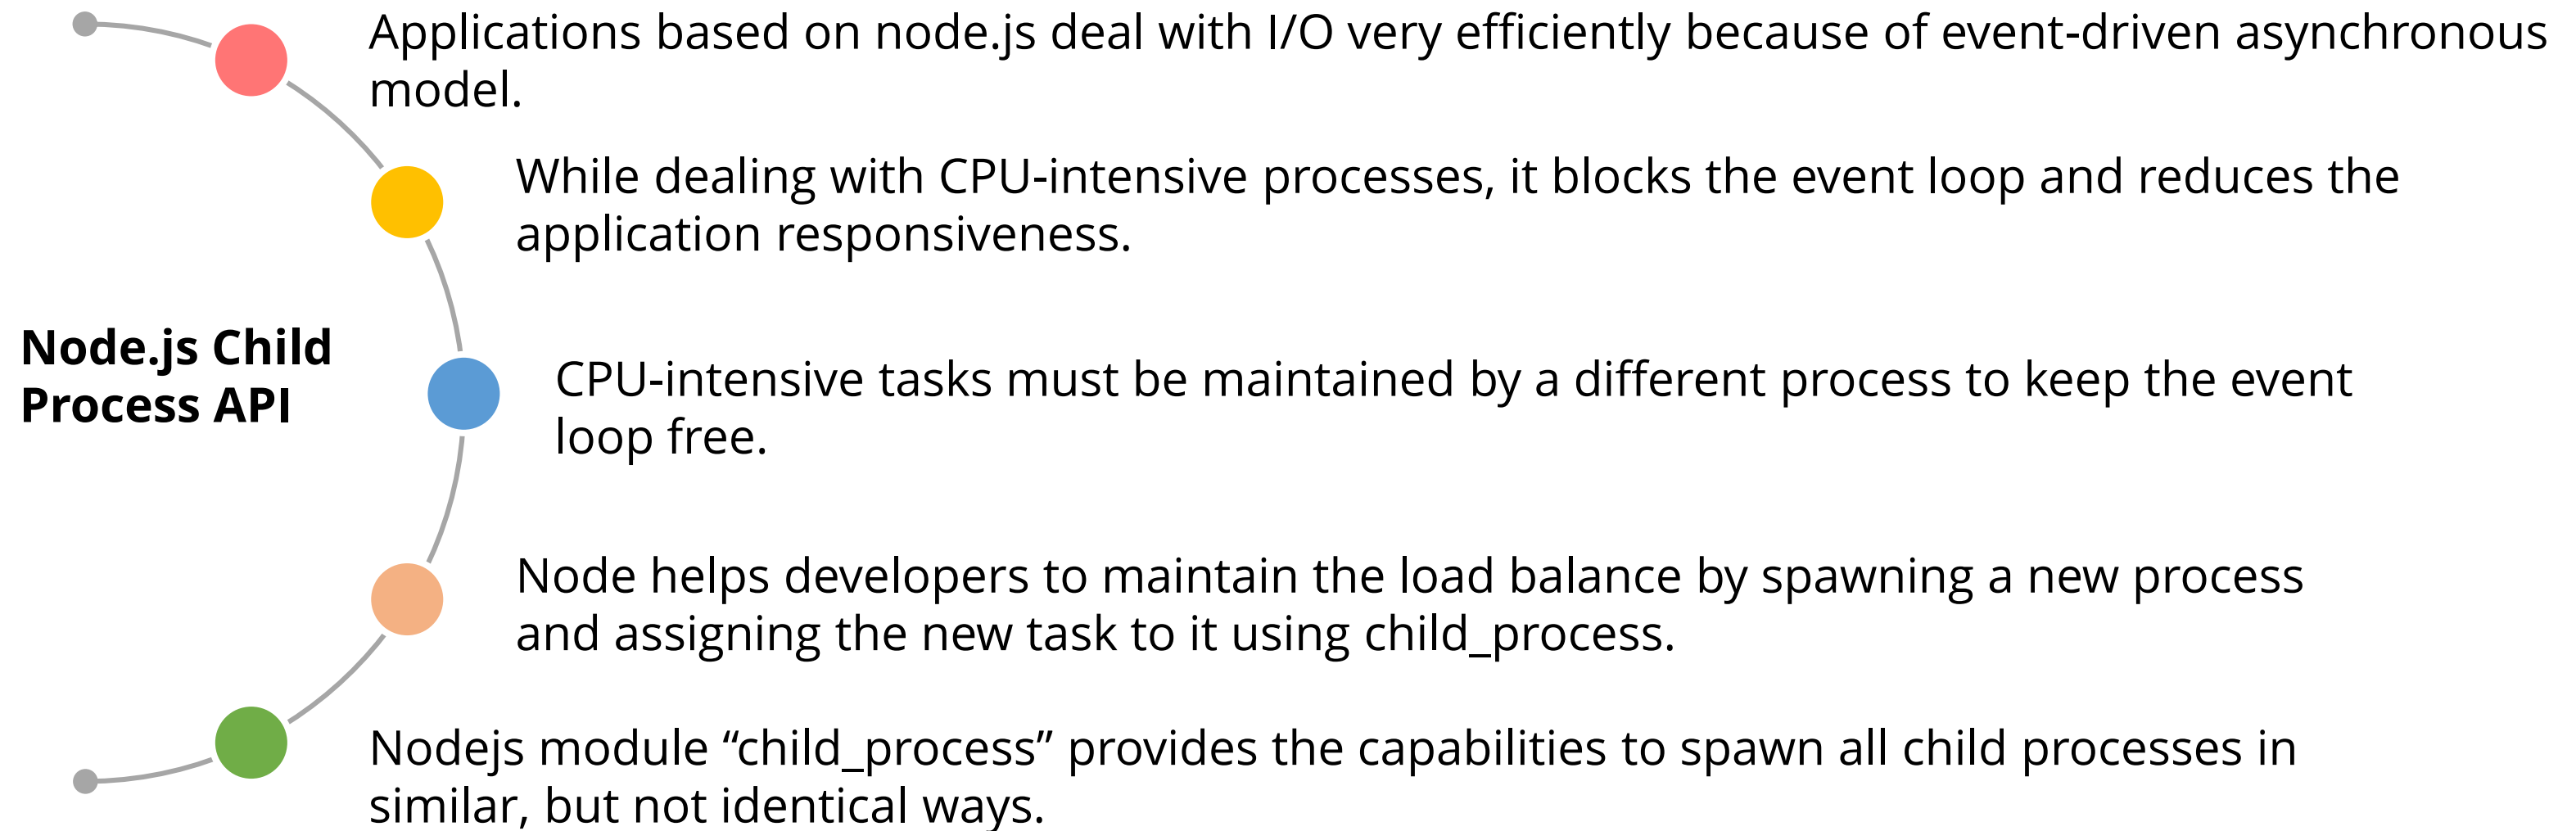 Applications based on node.js deal with I/O very efficiently because of event-driven asynchronous
model.
While dealing with CPU-intensive processes, it blocks the event loop and reduces the
application responsiveness.
Node.js Child
Process API
CPU-intensive tasks must be maintained by a different process to keep the event
loop free.
Node helps developers to maintain the load balance by spawning a new process
and assigning the new task to it using child_process.
Nodejs module “child_process” provides the capabilities to spawn all child processes in
similar, but not identical ways.